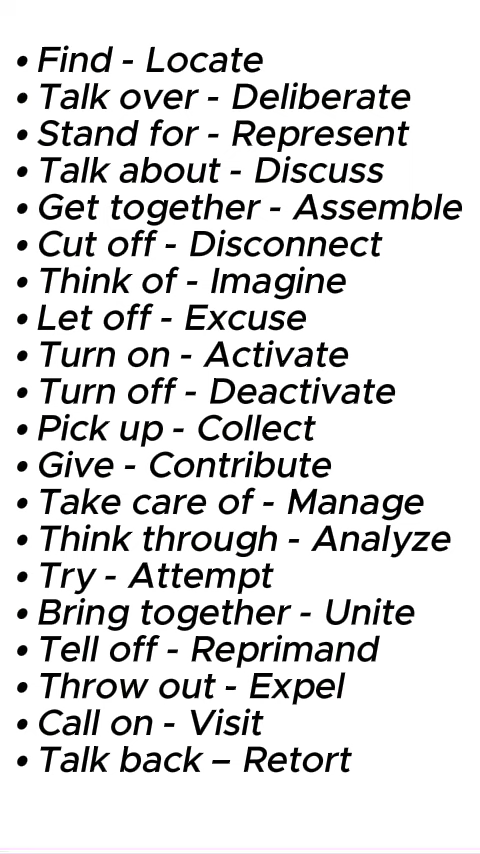 • Find - Locate
• Talk over - Deliberate
• Stand for - Represent
• Talk about - Discuss
• Get together - Assemble
• Cut off - Disconnect
• Think of - Imagine
• Let off - Excuse
• Turn on - Activate
• Turn off - Deactivate
• Pick up - Collect
• Give - Contribute
• Take care of - Manage
• Think through - Analyze
• Try - Attempt
• Bring together - Unite
• Tell off - Reprimand
• Throw out - Expel
• Call on - Visit
• Talk back – Retort